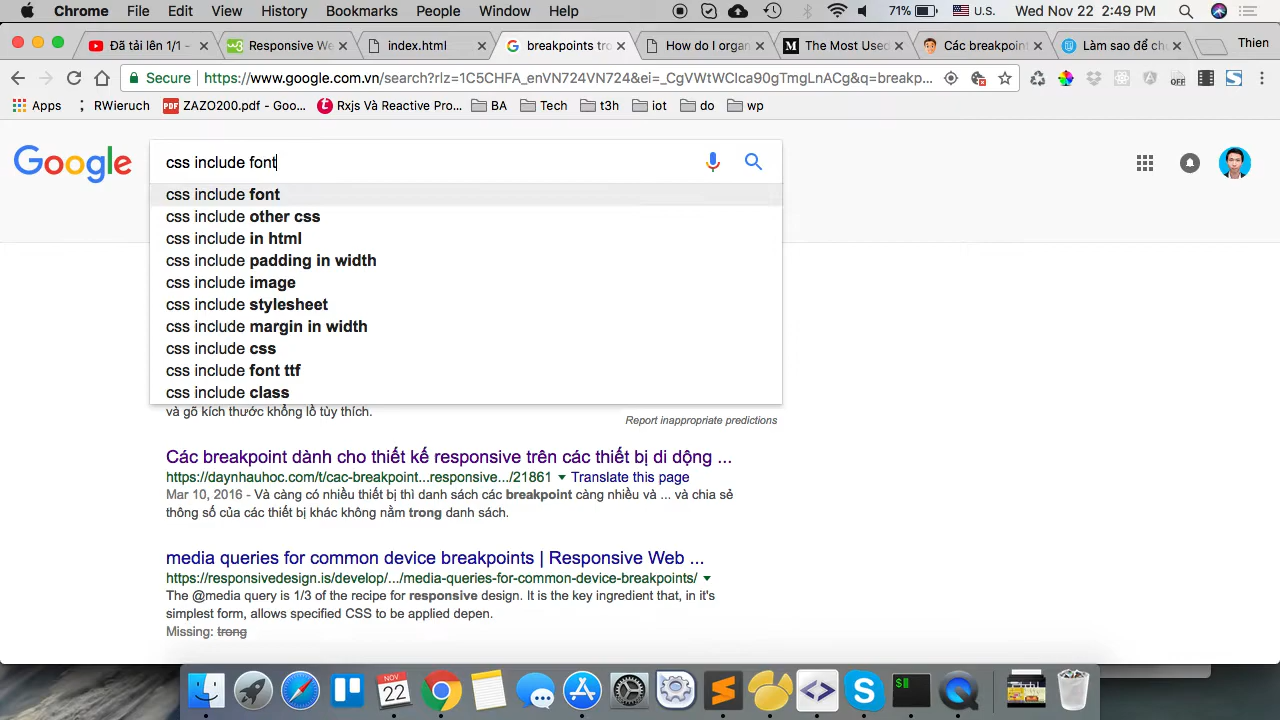 Chrome File Edit View History Bookmarks People Window Help 71% U.S. Wed Nov 22 2:49 PM
Đã tải lên 1/1 - Responsive We index.html breakpoints tro How do I organ The Most Used Các breakpoin Làm sao để ch Thien
Secure https://www.google.com.vn/search?rlz=1C5CHFA_enVN724VN724&ei=_CgVWtWCIcc90gTmgLnACg&q=breakp...
Apps RWieruch ZAZO200.pdf - Goo... Rxjs Và Reactive Pro... BA Tech t3h iot do wp
Google
css include font
css include font
css include other css
css include in html
css include padding in width
css include image
css include stylesheet
css include margin in width
css include css
css include font ttf
css include class
và gõ kích thước khổng lồ tùy thích.
Report inappropriate predictions
Các breakpoint dành cho thiết kế responsive trên các thiết bị di động ...
https://daynhauhoc.com/t/cac-breakpoint...responsive.../21861 Translate this page
Mar 10, 2016 - Và càng có nhiều thiết bị thì danh sách các breakpoint càng nhiều và ... và chia sẻ
thông số của các thiết bị khác không nằm trong danh sách.
media queries for common device breakpoints | Responsive Web ...
https://responsivedesign.is/develop/.../media-queries-for-common-device-breakpoints/
The @media query is 1/3 of the recipe for responsive design. It is the key ingredient that, in it's
simplest form, allows specified CSS to be applied depen.
Missing: trong
NOV
22